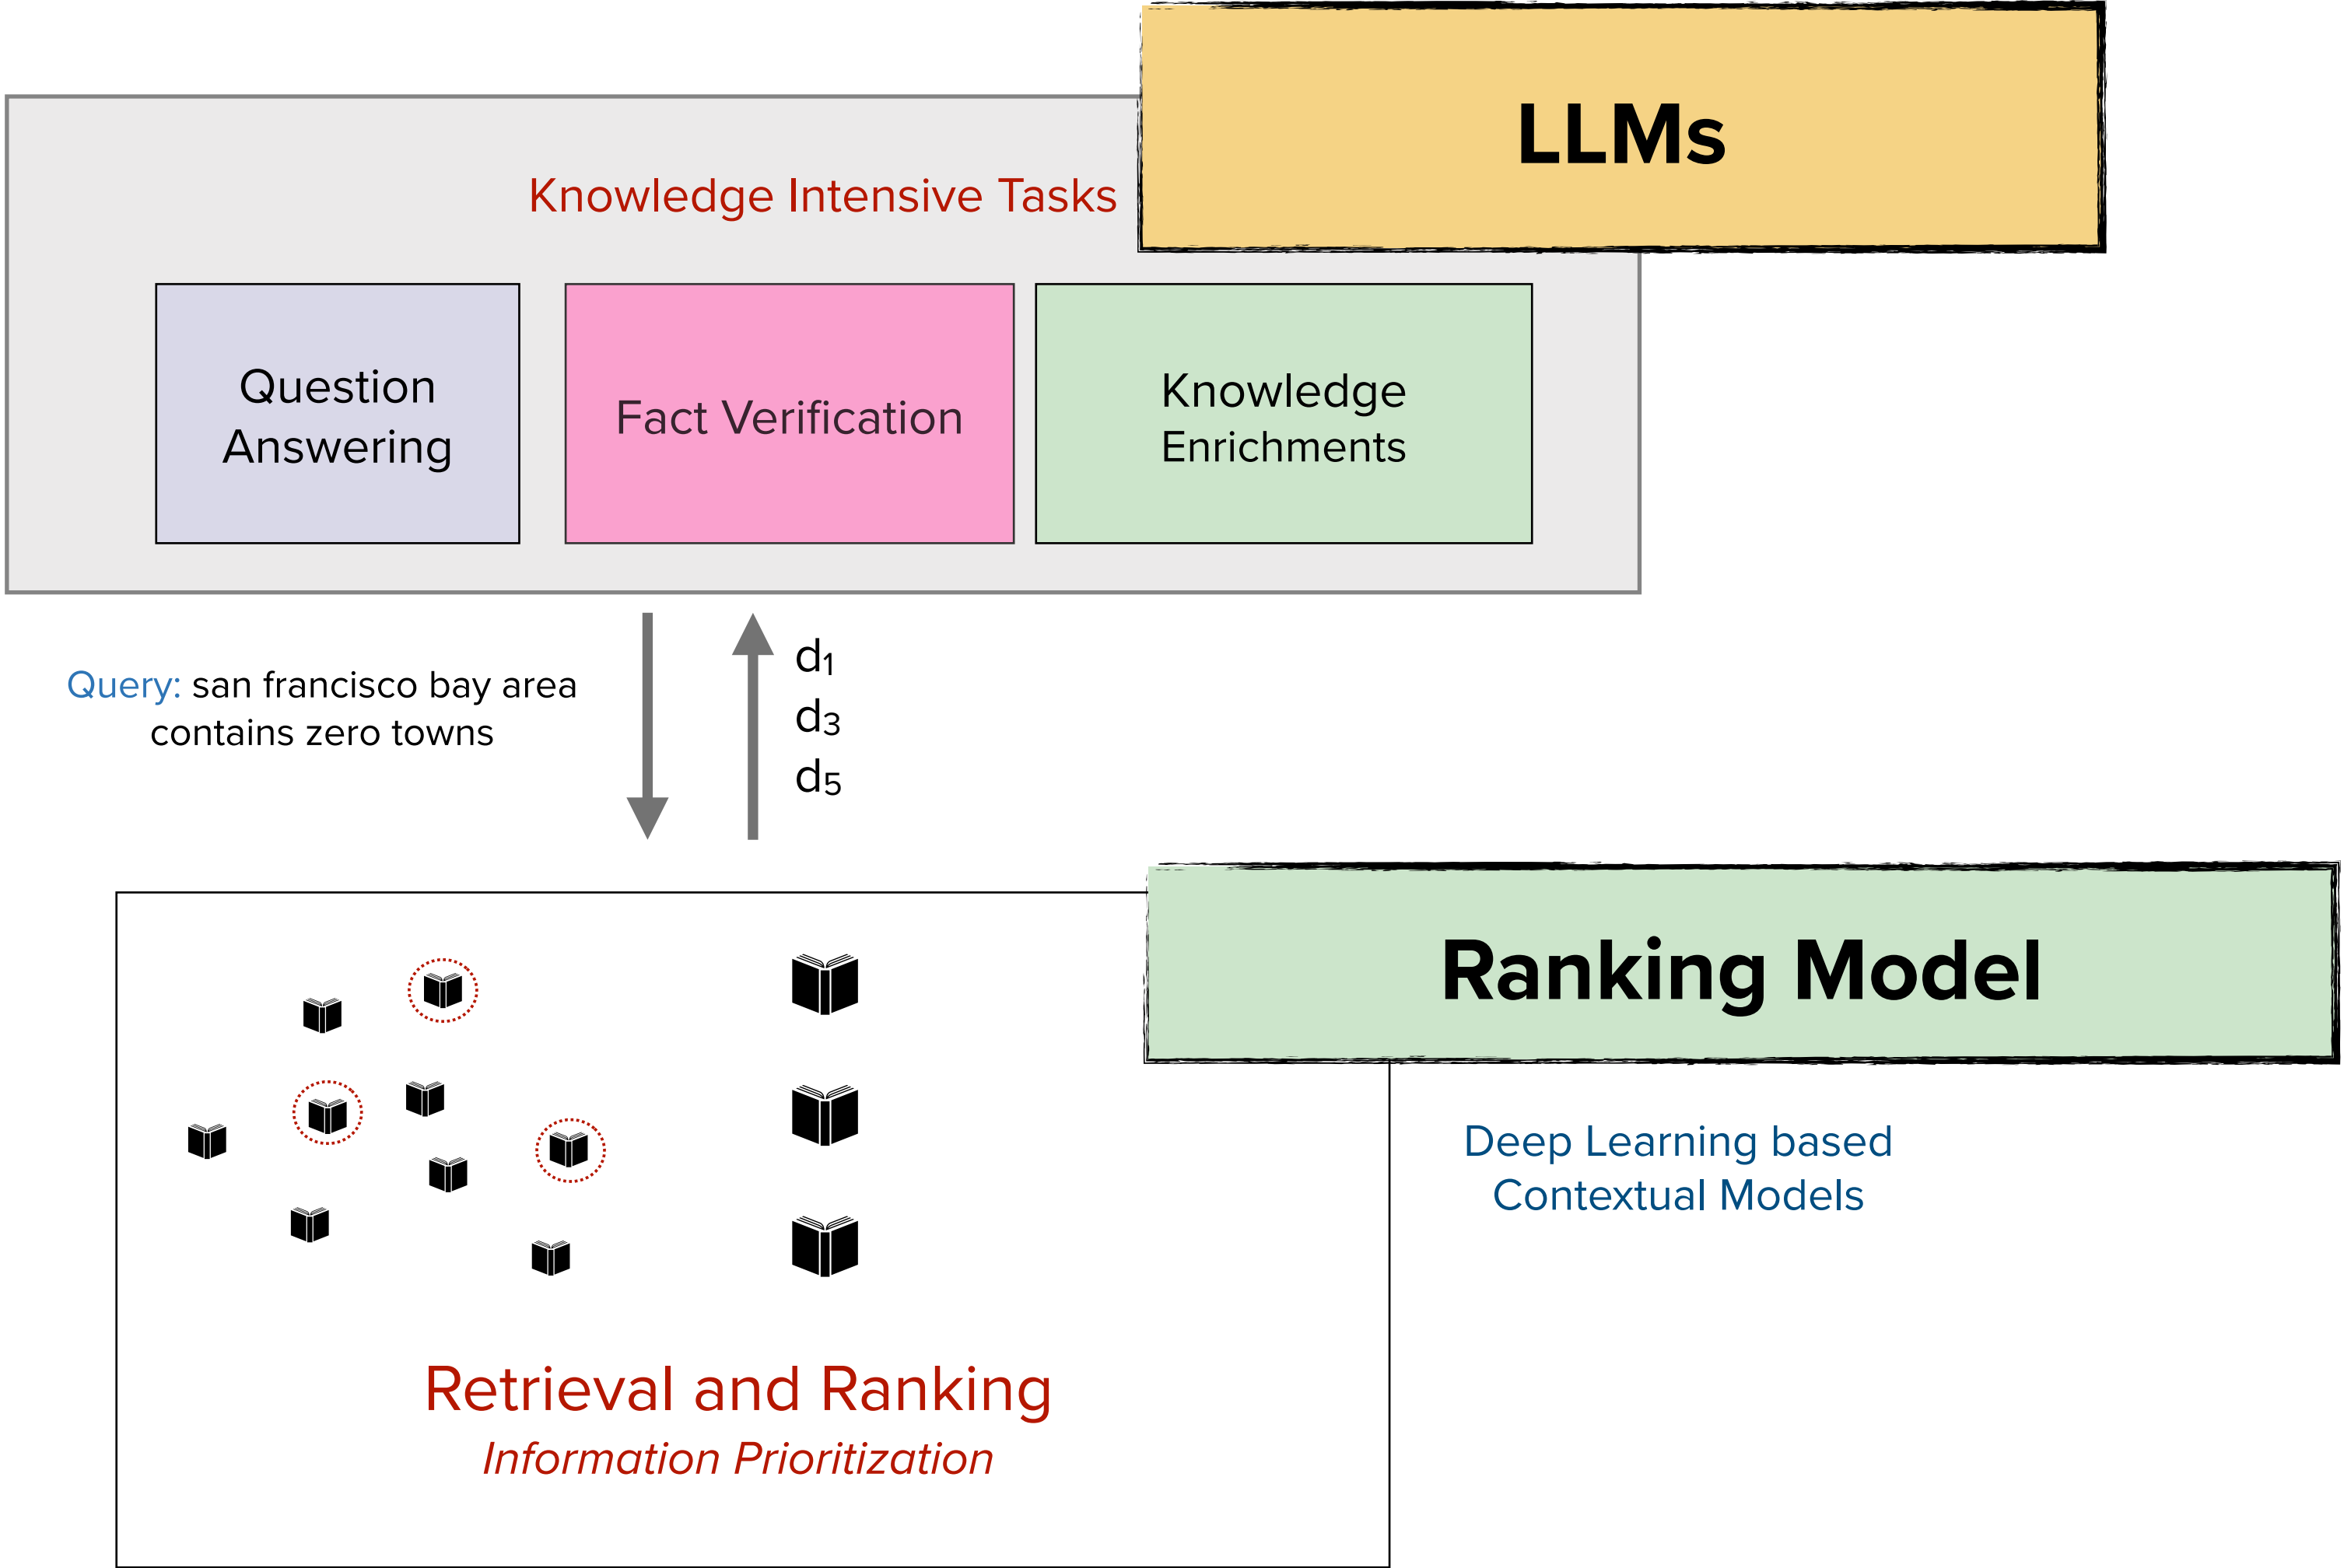 LLMs
Knowledge Intensive Tasks
Question
Answering
Fact Verification
Knowledge
Enrichments
Query: san francisco bay area
contains zero towns
d1
d3
d5
Ranking Model
Deep Learning based
Contextual Models
Retrieval and Ranking
Information Prioritization